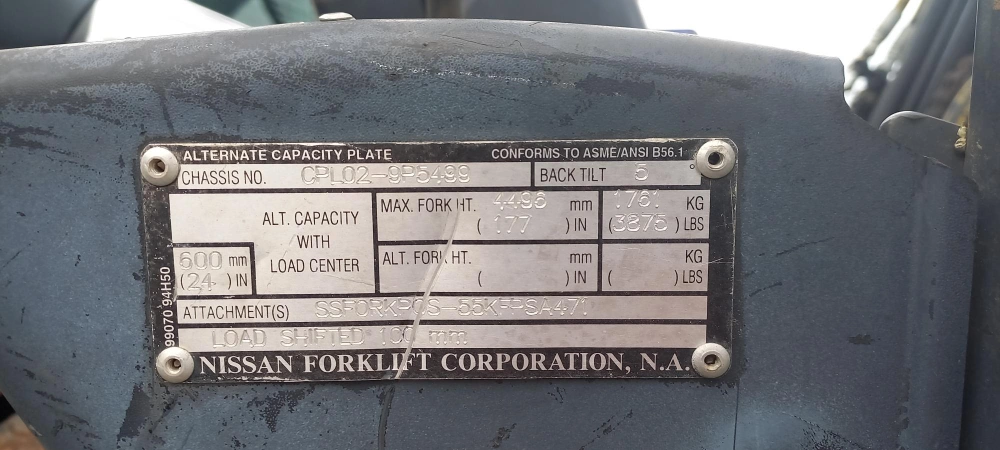 ALTERNATE CAPACITY PLATE CONFORMS TO ASME/ANSI B56.1
CHASSIS NO. CPL02-9P5499 BACK TILT 5°
ALT. CAPACITY WITH LOAD CENTER
MAX. FORK HT. 4496 mm 1761 KG
(177) IN (3875) LBS
600 mm
(24) IN
ALT. FORK HT. mm KG
( ) IN ( ) LBS
ATTACHMENT(S)
LOAD SHIFTED 100 mm
NISSAN FORKLIFT CORPORATION, N.A.
99070 94H50